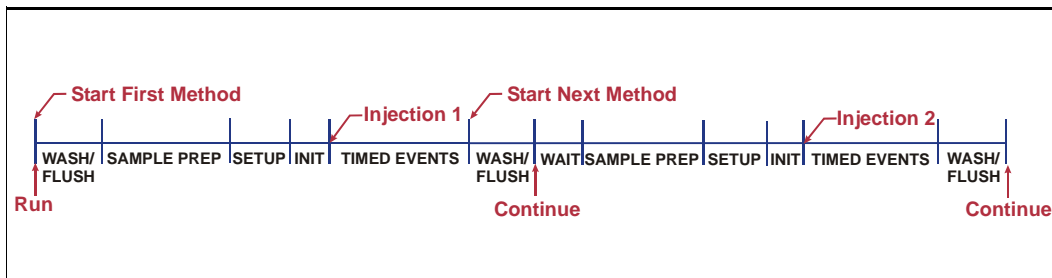 Start First Method
Injection 1
Start Next Method
Injection 2
WASH/
FLUSH
SAMPLE PREP
SETUP
INIT
TIMED EVENTS
WASH/
FLUSH
WAIT
SAMPLE PREP
SETUP
INIT
TIMED EVENTS
WASH/
FLUSH
Run
Continue
Continue